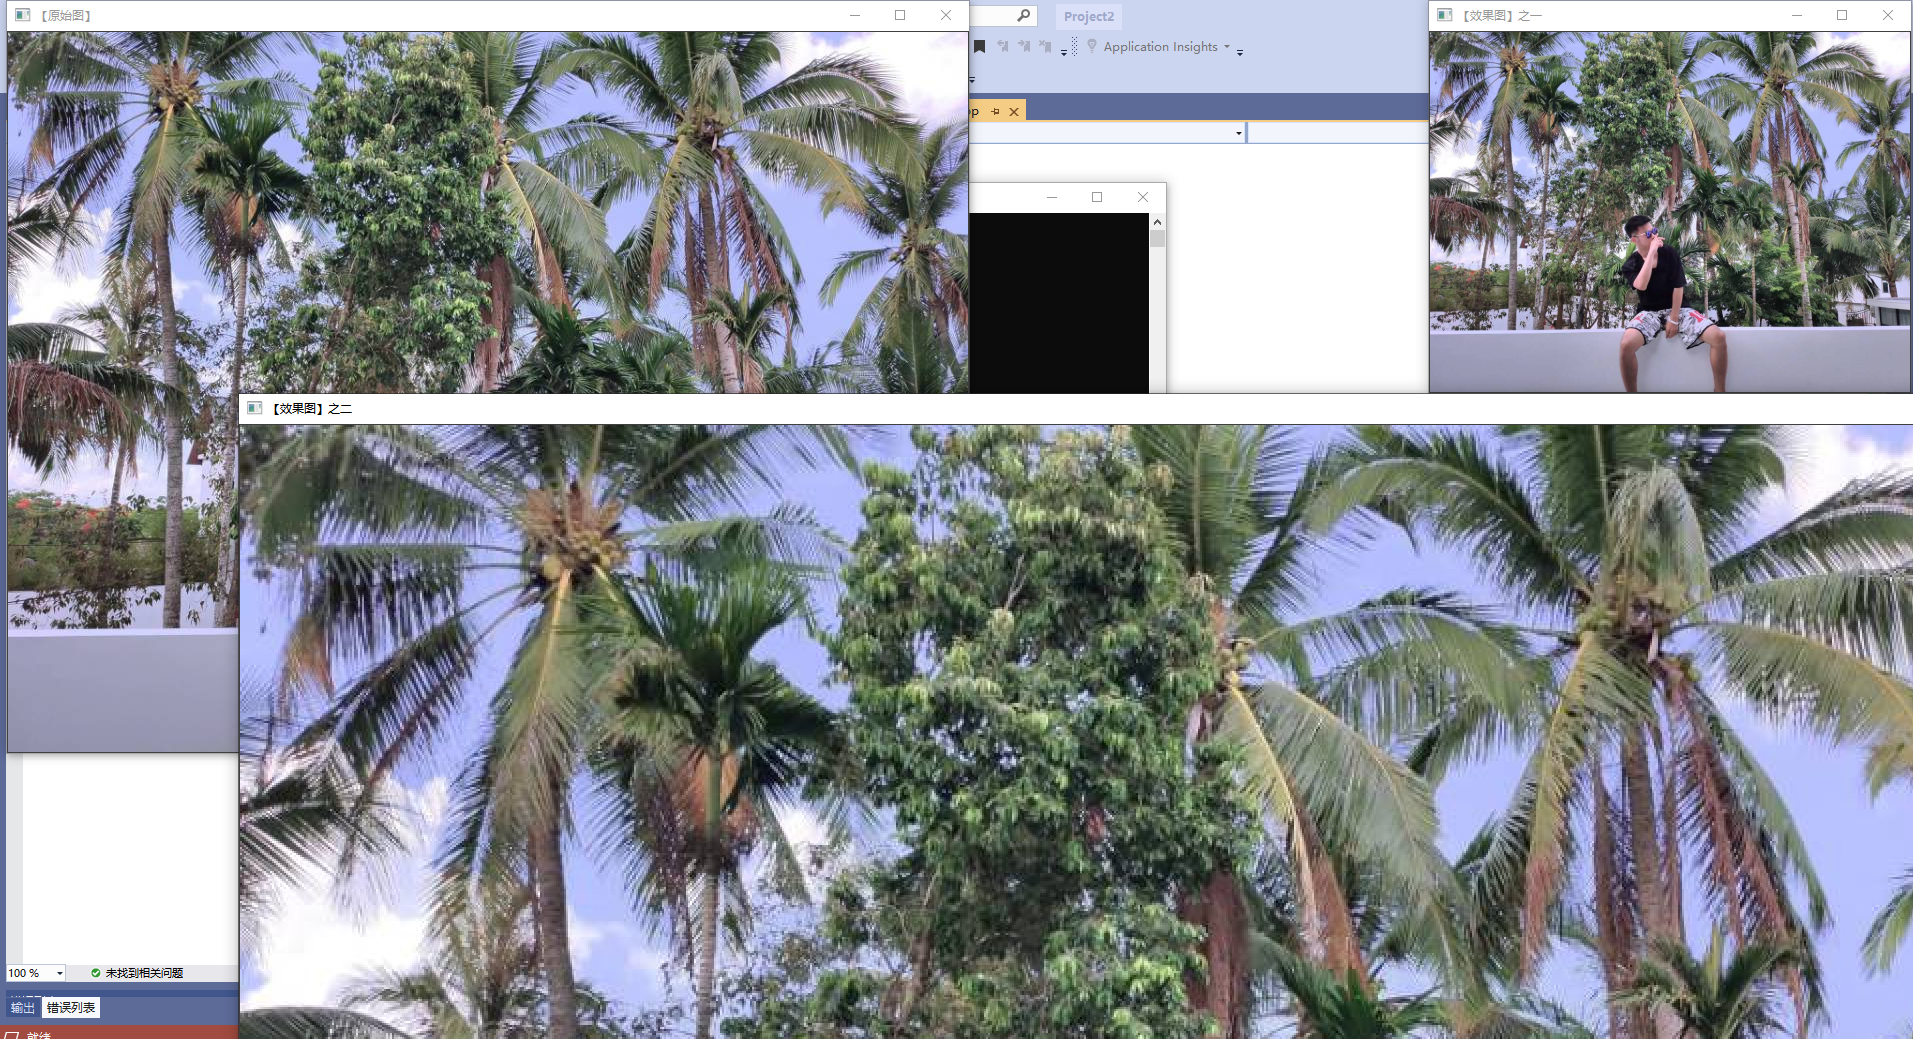 【原始图】
Project2
【效果图】之一
Application Insights
【效果图】之二
100 %
未找到相关问题
输出
错误列表
就绪